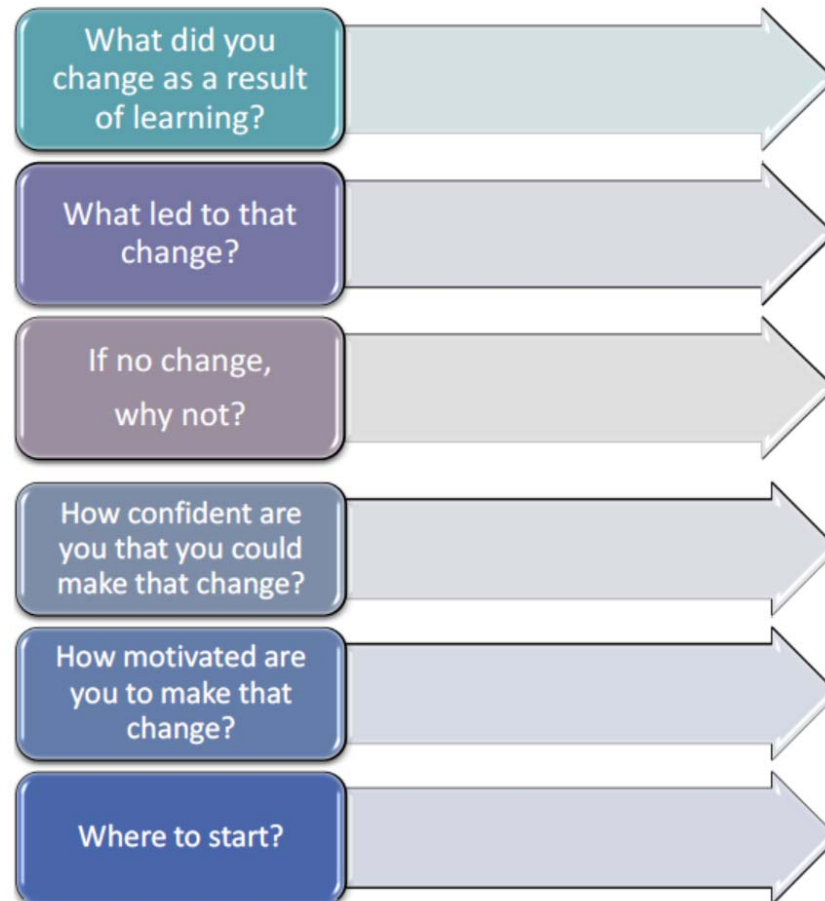 What did you
change as a result
of learning?
What led to that
change?
If no change,
why not?
How confident are
you that you could
make that change?
How motivated are
you to make that
change?
Where to start?